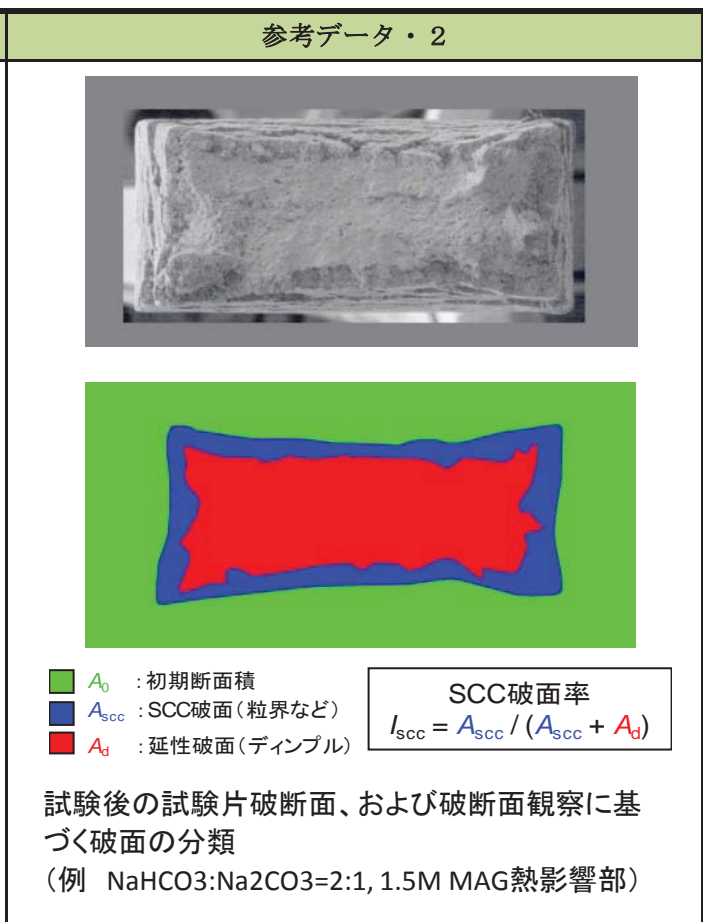 参考データ・２
A0 ：初期断面積
Ascc ：SCC破面（粒界など）
Ad ：延性破面（ディンプル）
SCC破面率
Iscc = Ascc / (Ascc + Ad)
試験後の試験片破断面、および破断面観察に基
づく破面の分類
（例 NaHCO3:Na2CO3=2:1, 1.5M MAG熱影響部）